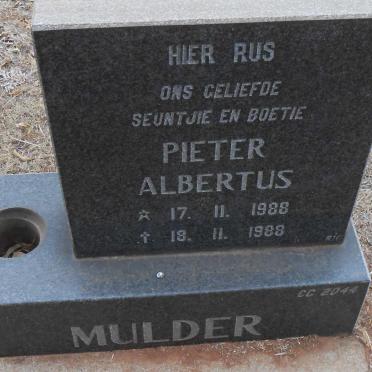 HIER RUS
ONS GELIEFDE
SEUNTJIE EN BOETIE
PIETER
ALBERTUS
☆ 17. 11. 1988
✝ 18. 11. 1988
CC 2044
MULDER